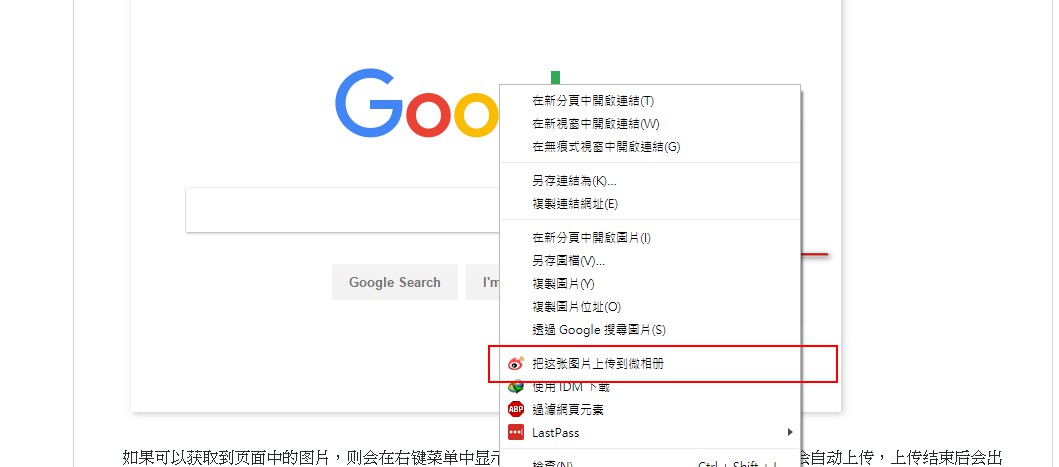 Goo
在新分頁中開啟連結(T)
在新視窗中開啟連結(W)
在無痕式視窗中開啟連結(G)
另存連結為(K)...
複製連結網址(E)
在新分頁中開啟圖片(I)
另存圖檔(V)...
複製圖片(Y)
複製圖片位址(O)
透過 Google 搜尋圖片(S)
Google Search
I'm
把这张图片上传到微相册
使用 IDM 下載
ABP 過濾網頁元素
LastPass
檢查(N) Ctrl + Shift + I
如果可以获取到页面中的图片，则会在右键菜单中显示 会自动上传，上传结束后会出